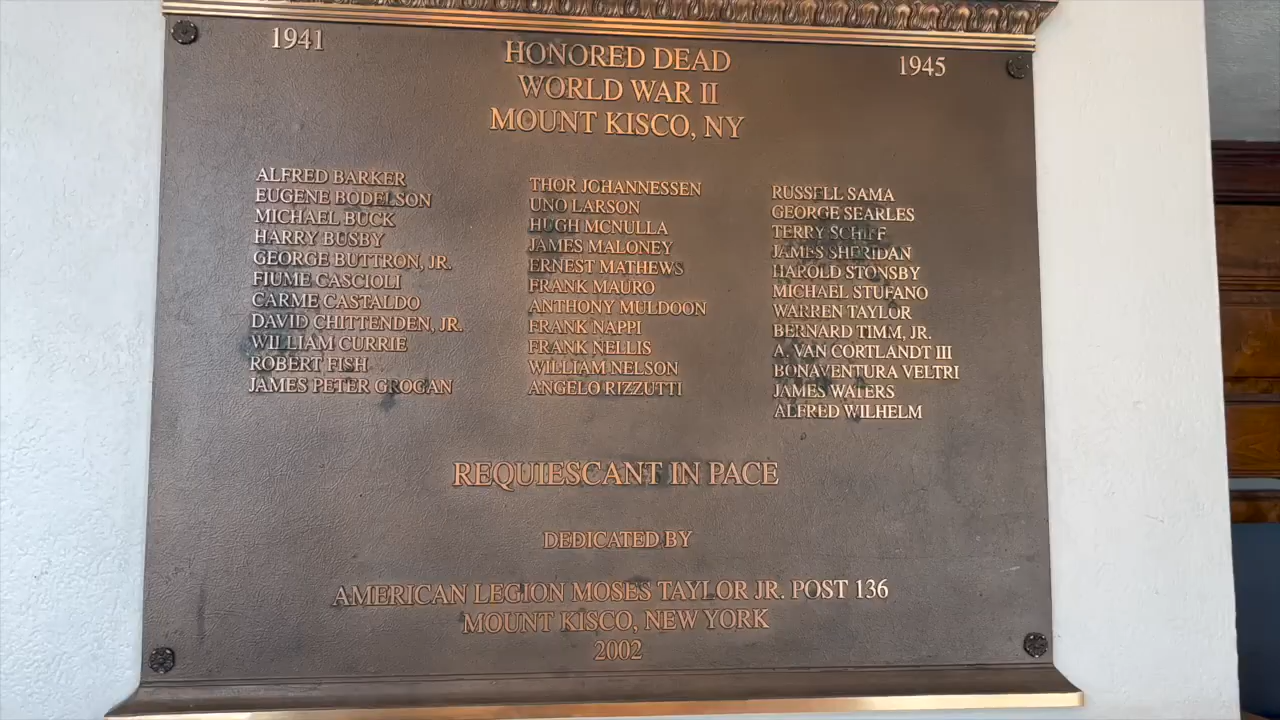 1941
1945
HONORED DEAD
WORLD WAR II
MOUNT KISCO, NY
ALFRED BARKER
EUGENE BODELSON
MICHAEL BUCK
HARRY BUSBY
GEORGE BUTTRON, JR.
FIUME CASCIOLI
CARME CASTALDO
DAVID CHITTENDEN, JR.
WILLIAM CURRIE
ROBERT FISH
JAMES PETER GROGAN
THOR JOHANNESSEN
UNO LARSON
HUGH MCNULLA
JAMES MALONEY
ERNEST MATHEWS
FRANK MAURO
ANTHONY MULDOON
FRANK NAPPI
FRANK NELLIS
WILLIAM NELSON
ANGELO RIZZUTTI
RUSSELL SAMA
GEORGE SEARLES
TERRY SCHIFF
JAMES SHERIDAN
HAROLD STONSBY
MICHAEL STUFANO
WARREN TAYLOR
BERNARD TIMM, JR.
A. VAN CORTLANDT III
BONAVENTURA VELTRI
JAMES WATERS
ALFRED WILHELM
REQUIESCANT IN PACE
DEDICATED BY
AMERICAN LEGION MOSES TAYLOR JR. POST 136
MOUNT KISCO, NEW YORK
2002